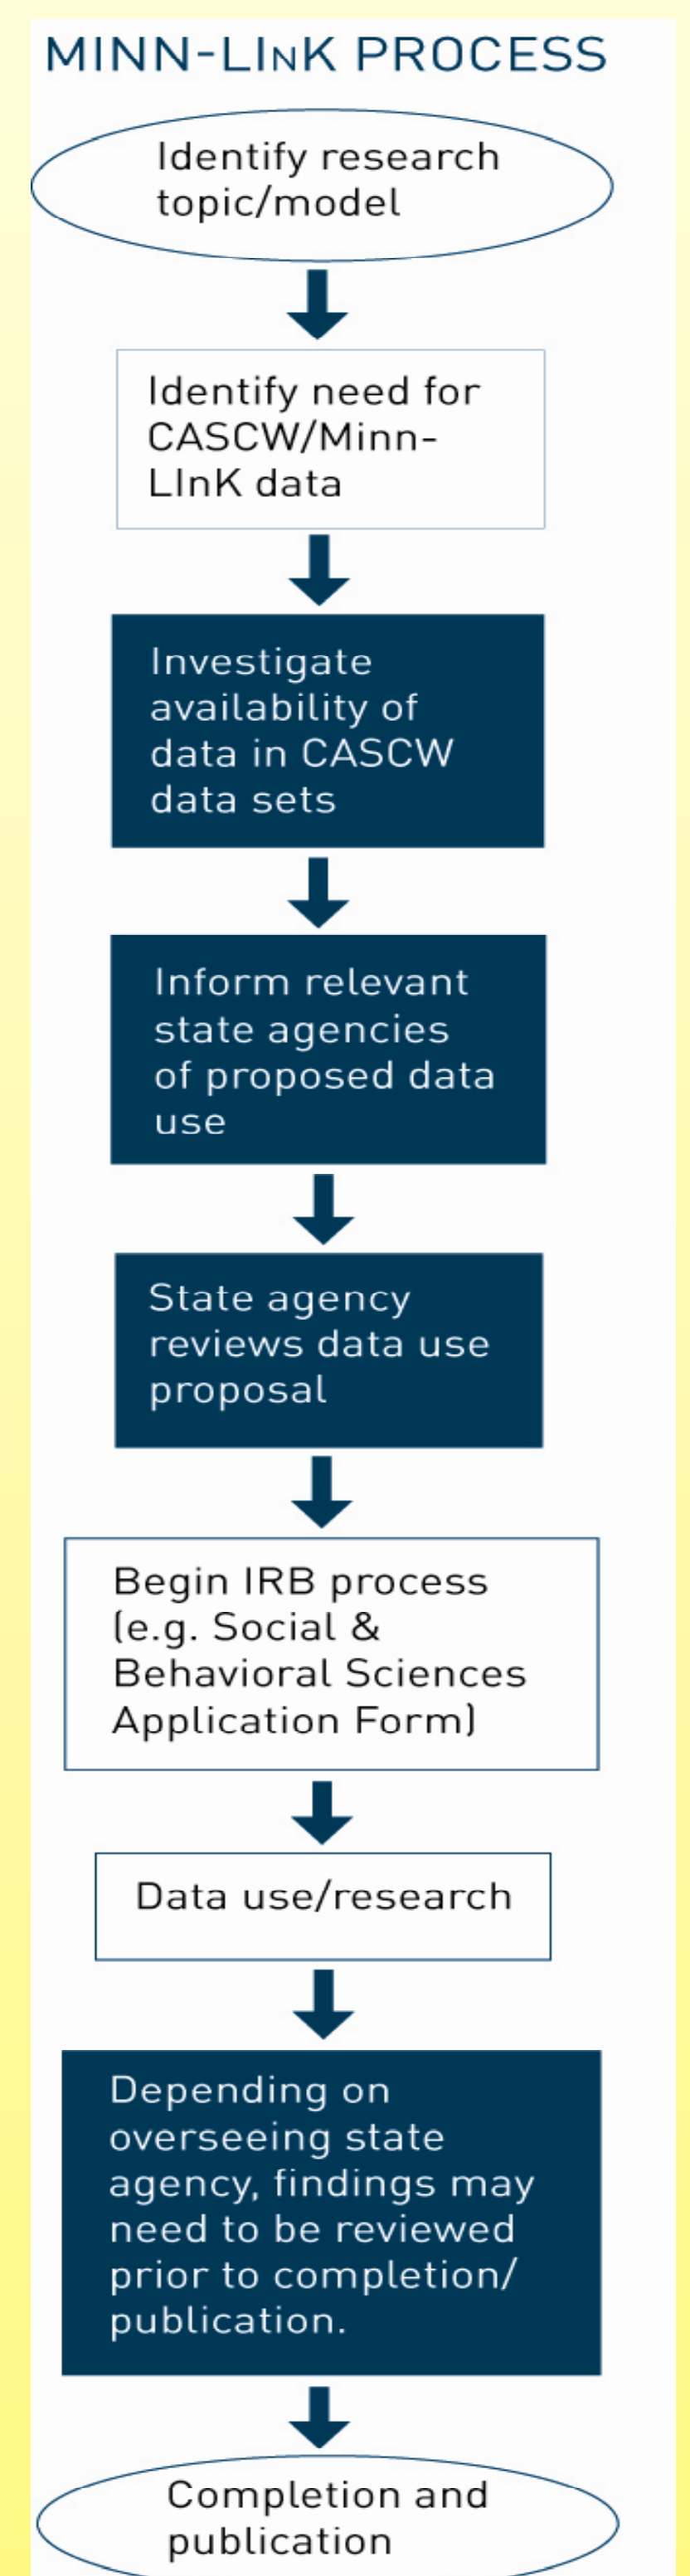 MINN-LINK PROCESS
Identify research
topic/model
Identify need for
CASCW/Minn-
LInK data
Investigate
availability of
data in CASCW
data sets
Inform relevant
state agencies
of proposed data
use
State agency
reviews data use
proposal
Begin IRB process
(e.g. Social &
Behavioral Sciences
Application Form)
Data use/research
Depending on
overseeing state
agency, findings may
need to be reviewed
prior to completion/
publication.
Completion and
publication